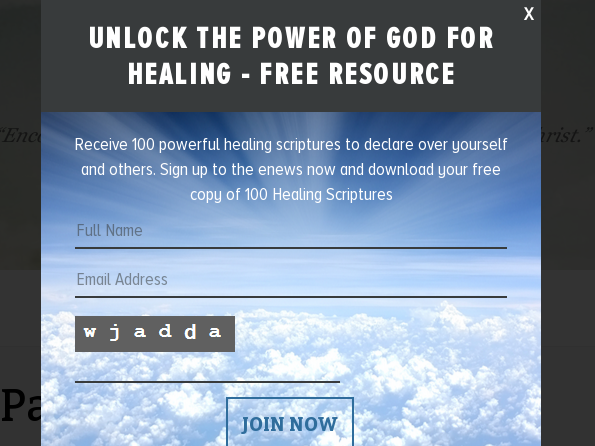 X
UNLOCK THE POWER OF GOD FOR
HEALING - FREE RESOURCE
Receive 100 powerful healing scriptures to declare over yourself
and others. Sign up to the enews now and download your free
copy of 100 Healing Scriptures
Full Name
Email Address
w j a d d a
JOIN NOW